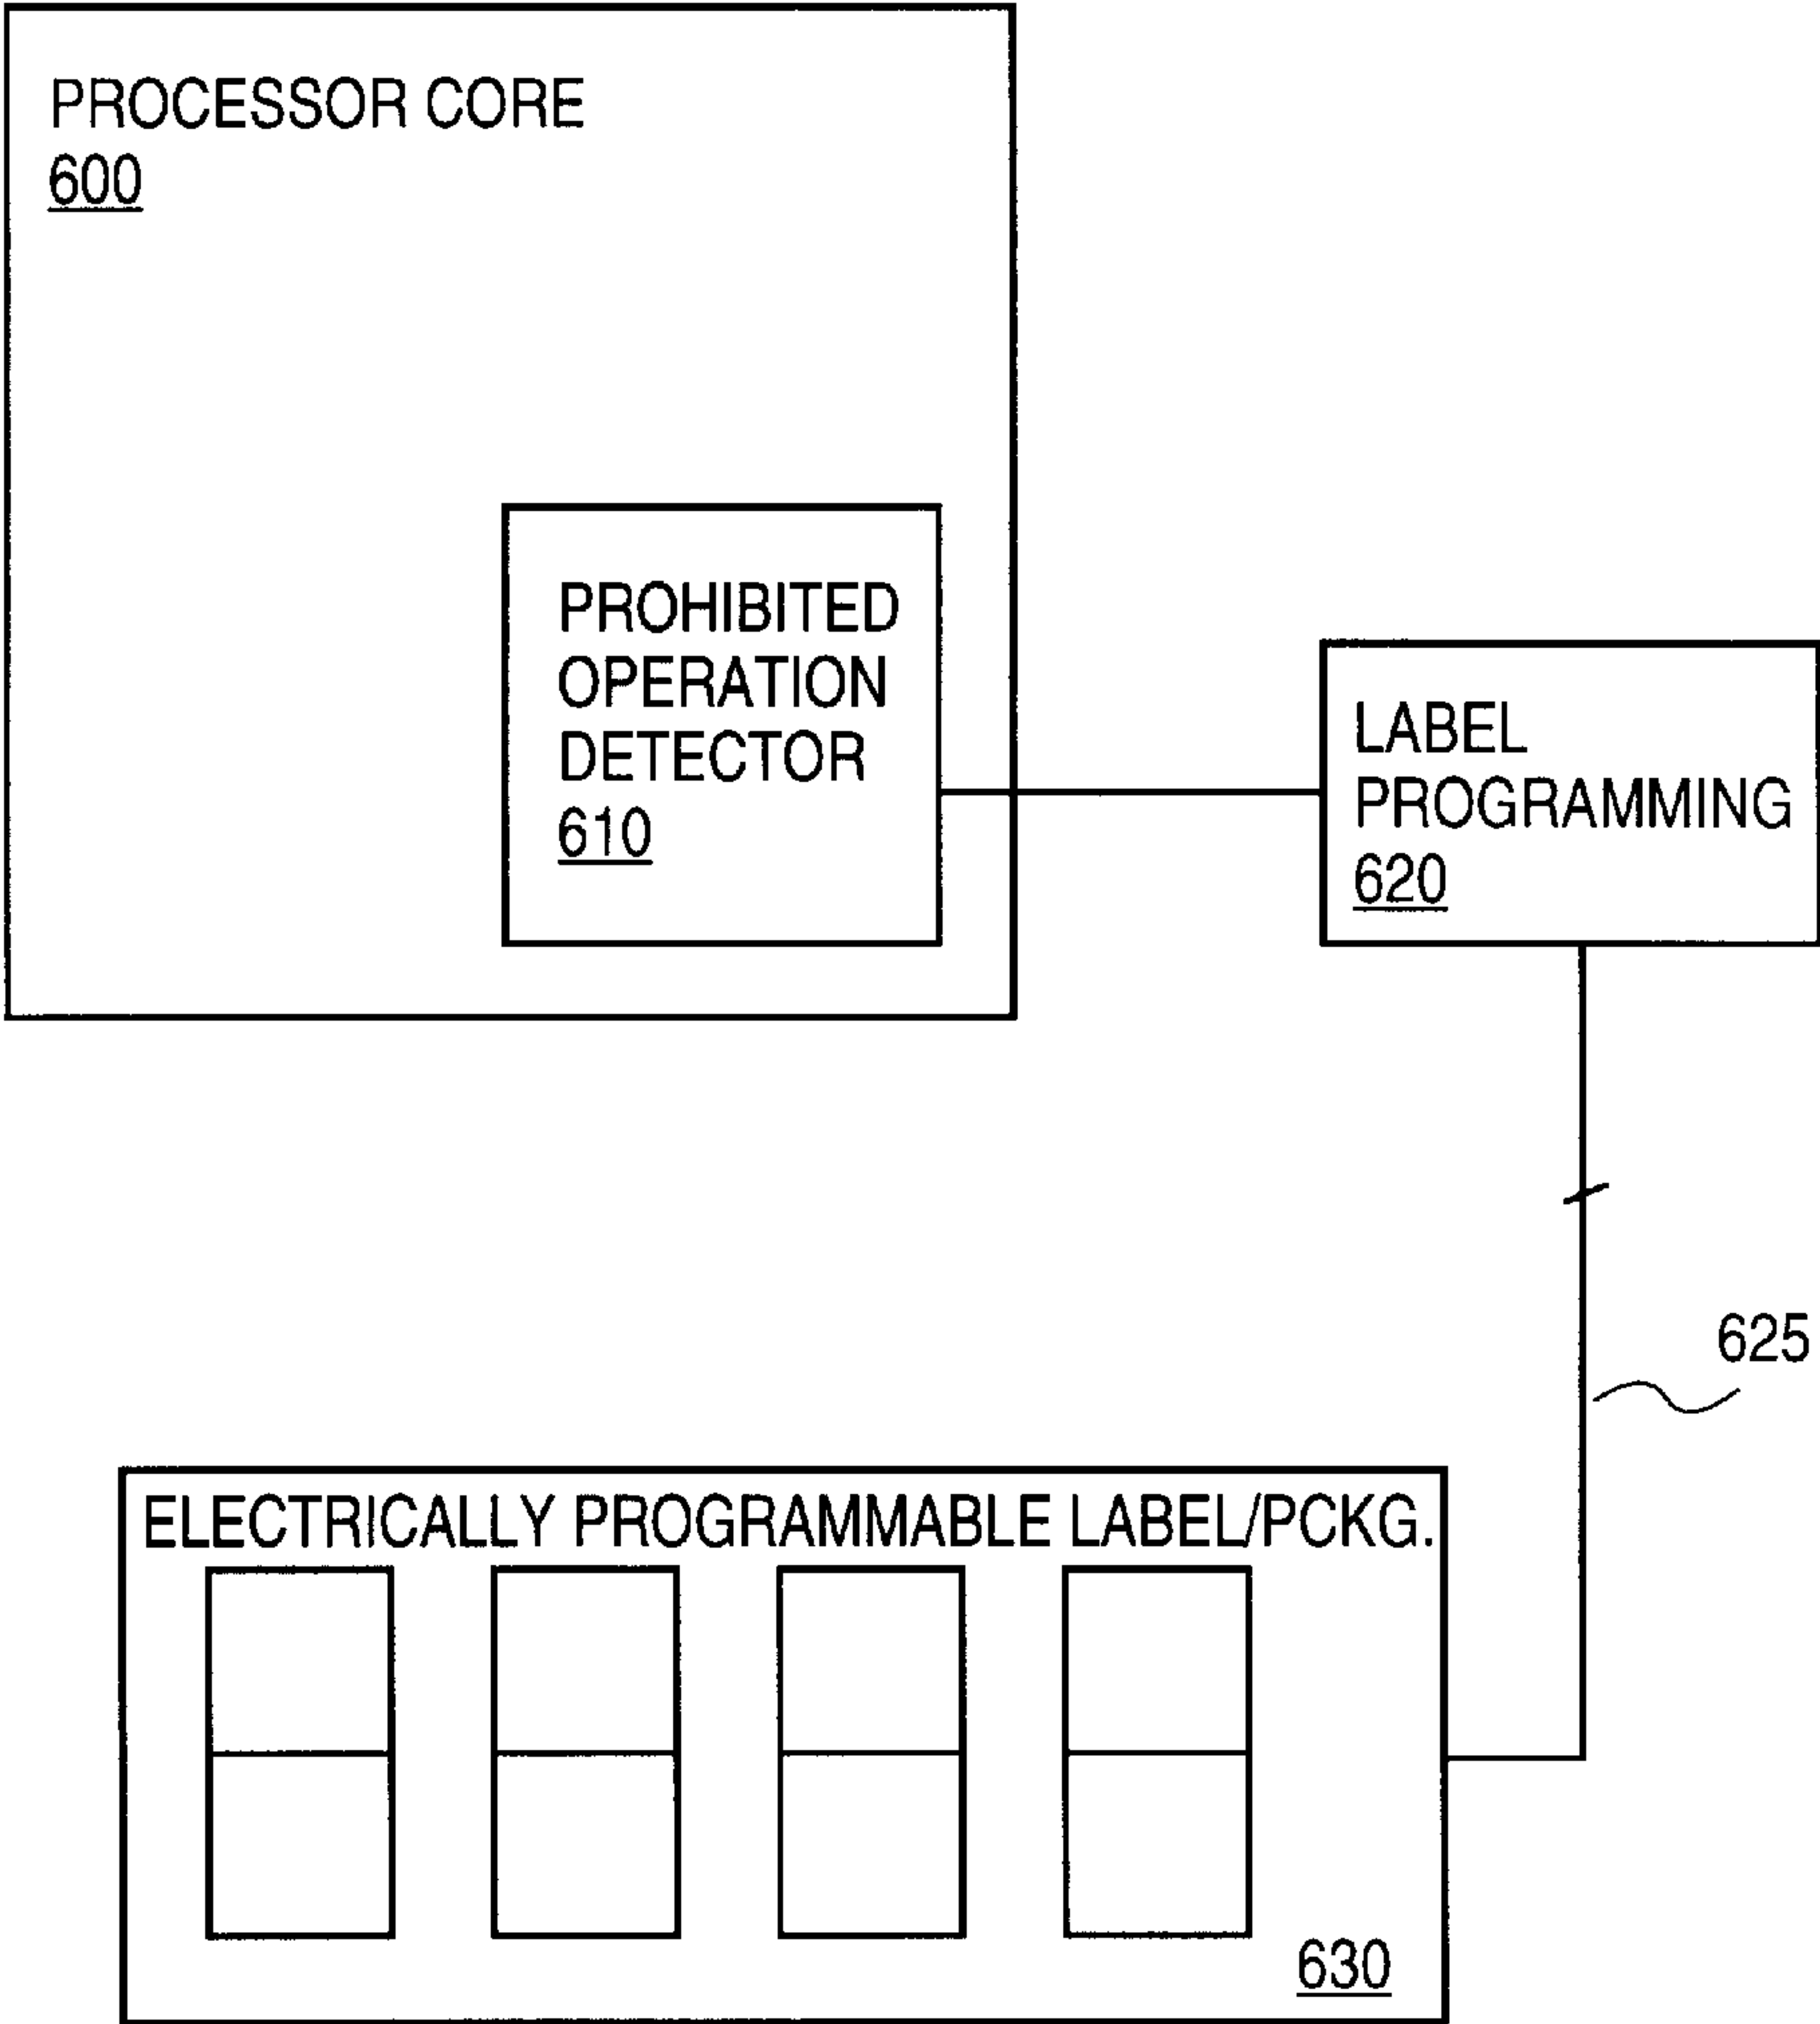 PROCESSOR CORE
600
PROHIBITED
OPERATION
DETECTOR
610
LABEL
PROGRAMMING
620
625
ELECTRICALLY PROGRAMMABLE LABEL/PCKG.
630